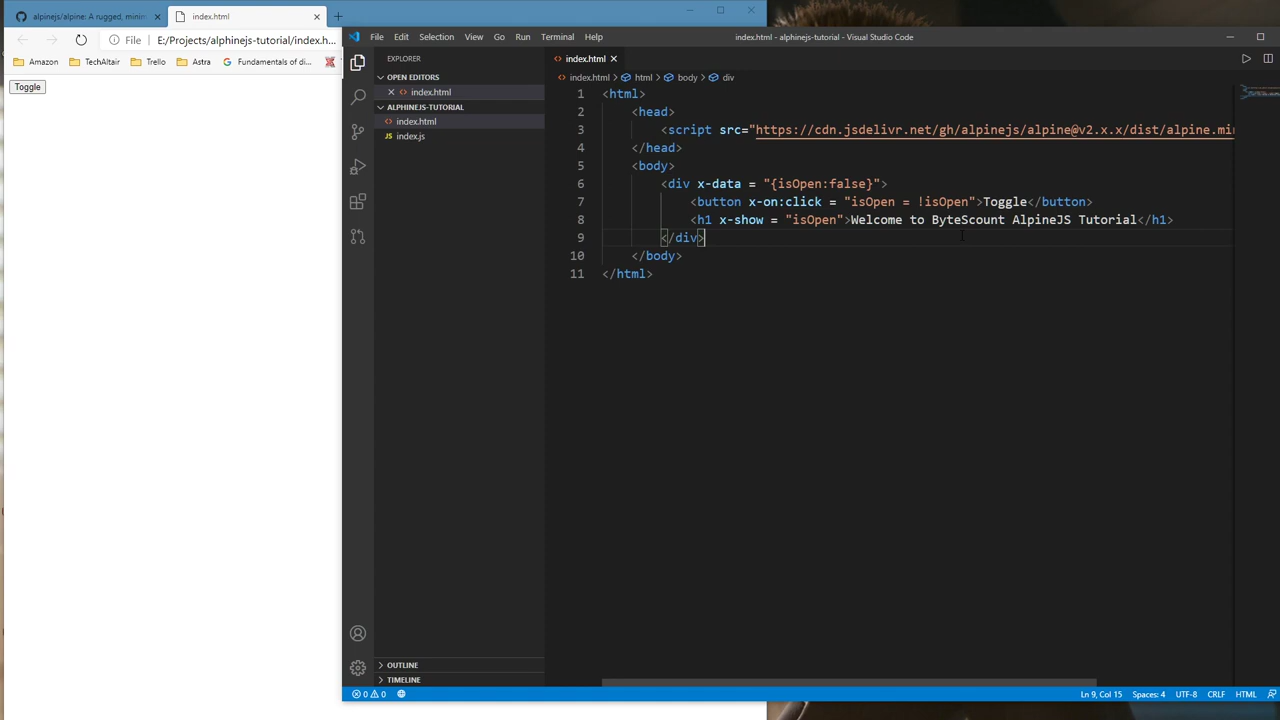 alpinejs/alpine: A rugged, minim
index.html
File E:/Projects/alphinejs-tutorial/index.h...
Amazon TechAltair Trello Astra Fundamentals of di...
Toggle
File Edit Selection View Go Run Terminal Help
index.html - alphinejs-tutorial - Visual Studio Code
EXPLORER
OPEN EDITORS
index.html
ALPHINEJS-TUTORIAL
index.html
JS index.js
OUTLINE
TIMELINE
index.html
index.html > html > body > div
1 <html>
2 <head>
3 <script src="https://cdn.jsdelivr.net/gh/alpinejs/alpine@v2.x.x/dist/alpine.min
4 </head>
5 <body>
6 <div x-data = "{isOpen:false}">
7 <button x-on:click = "isOpen = !isOpen">Toggle</button>
8 <h1 x-show = "isOpen">Welcome to ByteScount AlpineJS Tutorial</h1>
9 </div>
10 </body>
11 </html>
0 0 Ln 9, Col 15 Spaces: 4 UTF-8 CRLF HTML